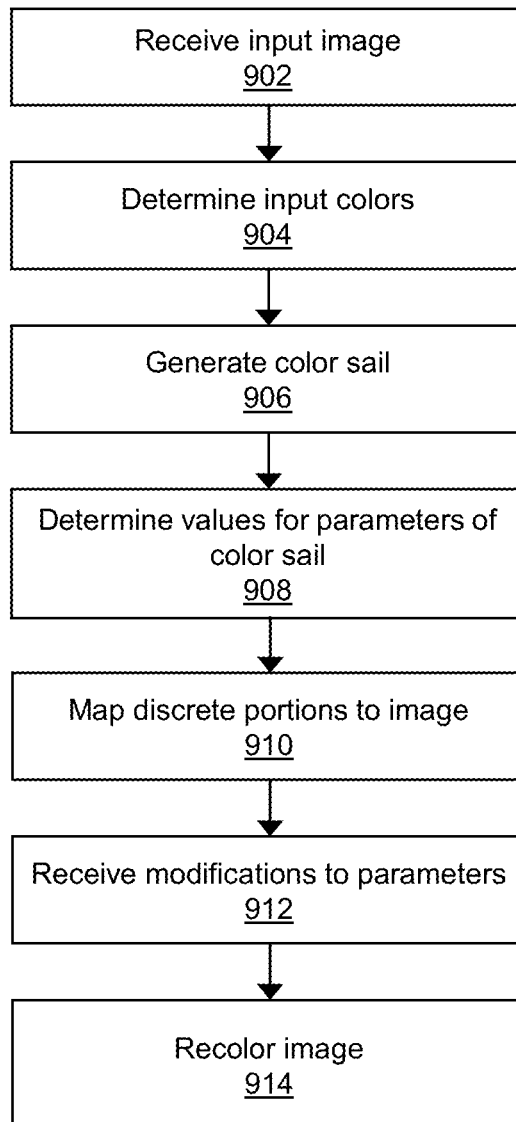 Receive input image
902
Determine input colors
904
Generate color sail
906
Determine values for parameters of
color sail
908
Map discrete portions to image
910
Receive modifications to parameters
912
Recolor image
914